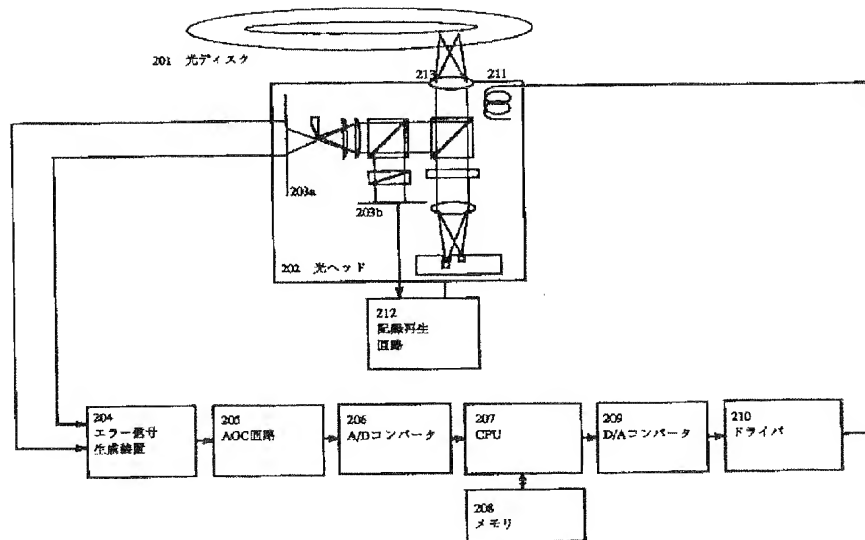 201 光ディスク
213
211
203a
203b
202 光ヘッド
212
記録再生
回路
204
エラー信号
生成装置
205
AGC回路
206
A/Dコンバータ
207
CPU
209
D/Aコンバータ
210
ドライバ
208
メモリ